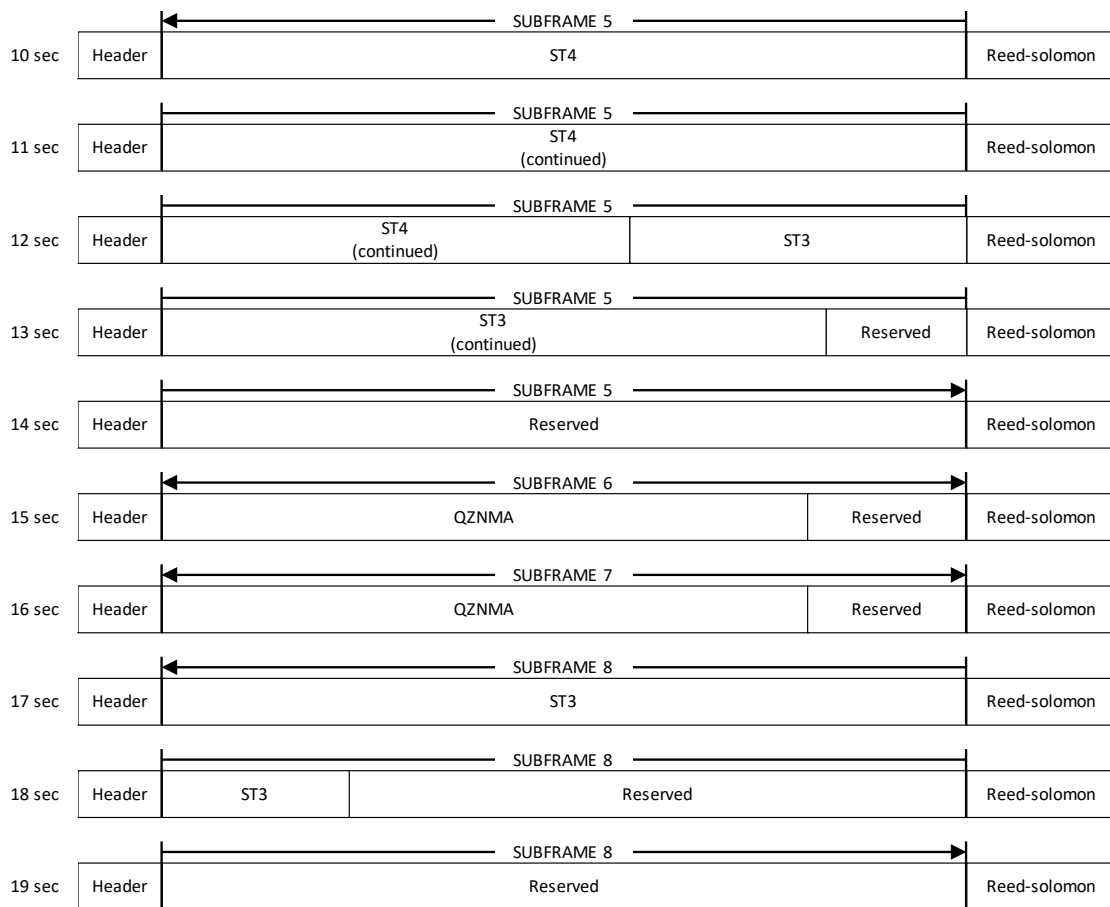 SUBFRAME 5
10 sec Header ST4 Reed-solomon
SUBFRAME 5
11 sec Header ST4 Reed-solomon
(continued)
SUBFRAME 5
12 sec Header ST4 ST3 Reed-solomon
(continued)
SUBFRAME 5
13 sec Header ST3 Reserved Reed-solomon
(continued)
SUBFRAME 5
14 sec Header Reserved Reed-solomon
SUBFRAME 6
15 sec Header QZNMA Reserved Reed-solomon
SUBFRAME 7
16 sec Header QZNMA Reserved Reed-solomon
SUBFRAME 8
17 sec Header ST3 Reed-solomon
SUBFRAME 8
18 sec Header ST3 Reserved Reed-solomon
SUBFRAME 8
19 sec Header Reserved Reed-solomon